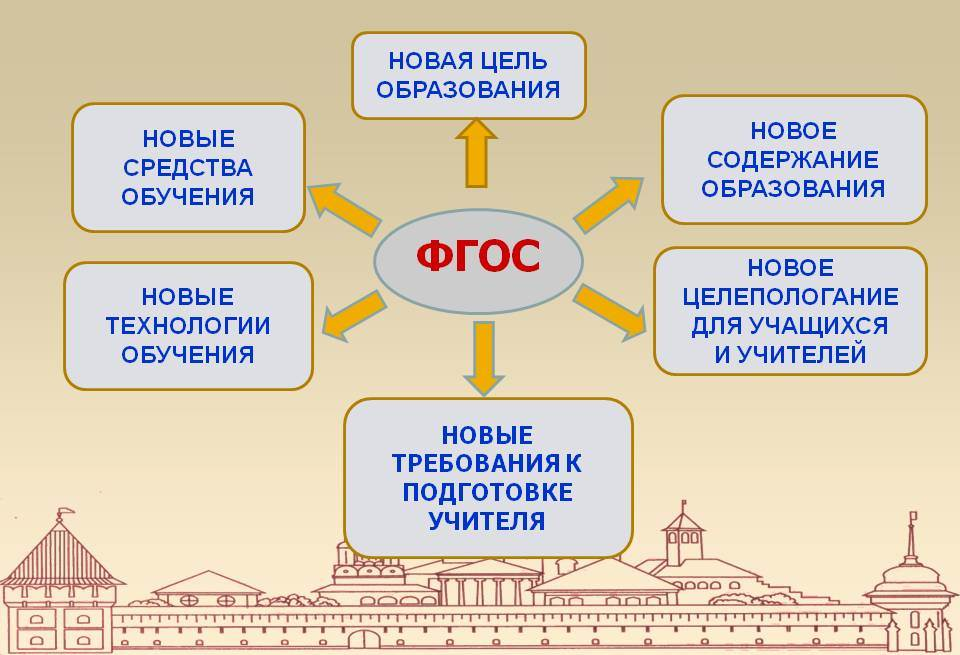 НОВАЯ ЦЕЛЬ
ОБРАЗОВАНИЯ
НОВЫЕ
СРЕДСТВА
ОБУЧЕНИЯ
НОВОЕ
СОДЕРЖАНИЕ
ОБРАЗОВАНИЯ
ФГОС
НОВЫЕ
ТЕХНОЛОГИИ
ОБУЧЕНИЯ
НОВОЕ
ЦЕЛЕПОЛОГАНИЕ
ДЛЯ УЧАЩИХСЯ
И УЧИТЕЛЕЙ
НОВЫЕ
ТРЕБОВАНИЯ К
ПОДГОТОВКЕ
УЧИТЕЛЯ